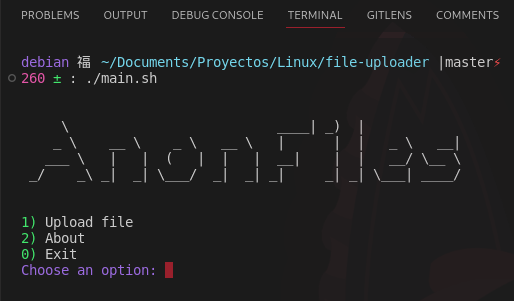 PROBLEMS OUTPUT DEBUG CONSOLE TERMINAL GITLENS COMMENTS
debian 福 ~/Documents/Proyectos/Linux/file-uploader |master⚡
260 ± : ./main.sh
AnonFiles
1) Upload file
2) About
0) Exit
Choose an option: